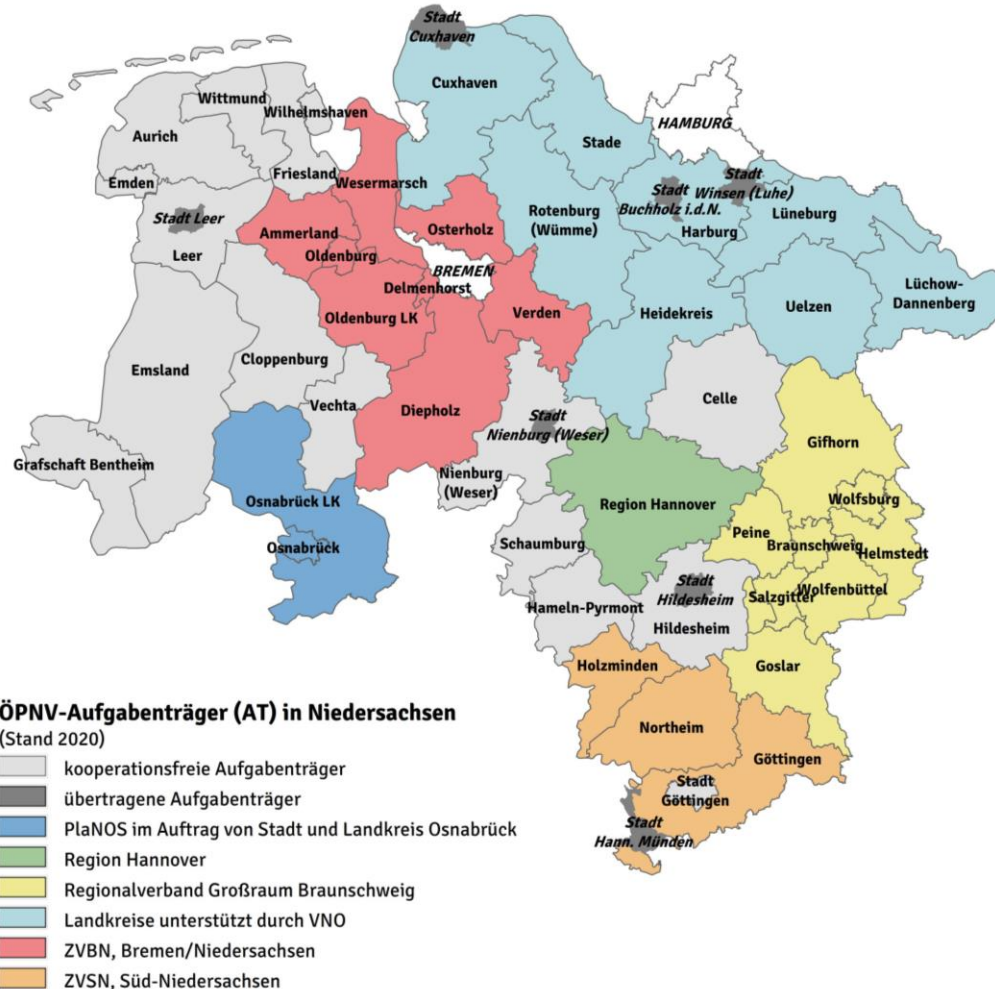 Stadt
Cuxhaven
Cuxhaven
Wittmund
Wilhelmshaven
HAMBURG
Aurich
Stade
Friesland
Emden
Wesermarsch
Stadt
Winsen (Luhe)
Stadt
Buchholz i.d.N.
Stadt Leer
Rotenburg
(Wümme)
Lüneburg
Ammerland
Osterholz
Harburg
Leer
Oldenburg
BREMEN
Delmenhorst
Lüchow-
Dannenberg
Oldenburg LK
Verden
Heidekreis
Uelzen
Cloppenburg
Emsland
Vechta
Diepholz
Celle
Stadt
Nienburg (Weser)
Gifhorn
Grafschaft Bentheim
Nienburg
(Weser)
Osnabrück LK
Region Hannover
Wolfsburg
Peine
Osnabrück
Schaumburg
Braunschweig
Helmstedt
Stadt
Hildesheim
Salzgitter
Wolfenbüttel
Hameln-Pyrmont
Hildesheim
Holzminden
Goslar
Northeim
Göttingen
Stadt
Göttingen
Stadt
Hann. Münden
ÖPNV-Aufgabenträger (AT) in Niedersachsen
(Stand 2020)
kooperationsfreie Aufgabenträger
übertragene Aufgabenträger
PlaNOS im Auftrag von Stadt und Landkreis Osnabrück
Region Hannover
Regionalverband Großraum Braunschweig
Landkreise unterstützt durch VNO
ZVBN, Bremen/Niedersachsen
ZVSN, Süd-Niedersachsen